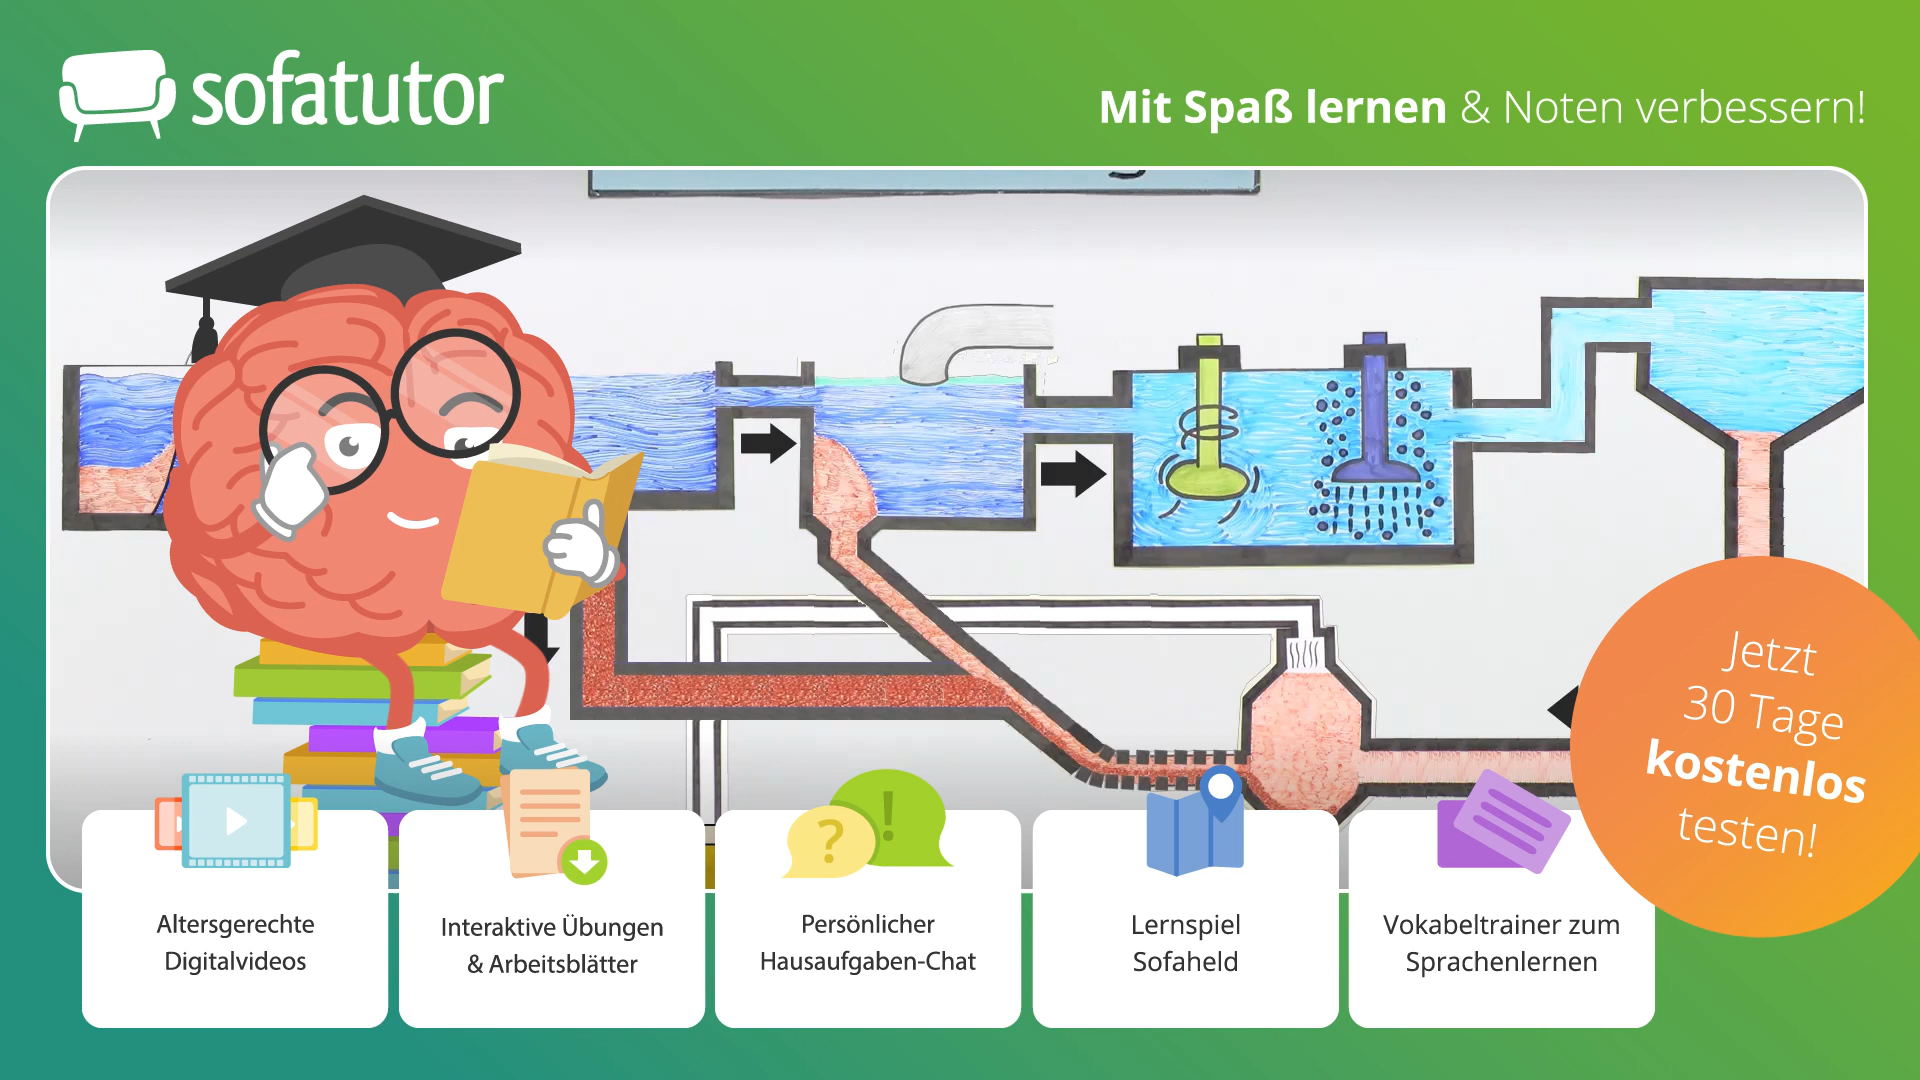 sofatutor
Mit Spaß lernen & Noten verbessern!
Jetzt
30 Tage
kostenlos
testen!
?
!
Altersgerechte
Digitalvideos
Interaktive Übungen
& Arbeitsblätter
Persönlicher
Hausaufgaben-Chat
Lernspiel
Sofaheld
Vokabeltrainer zum
Sprachenlernen